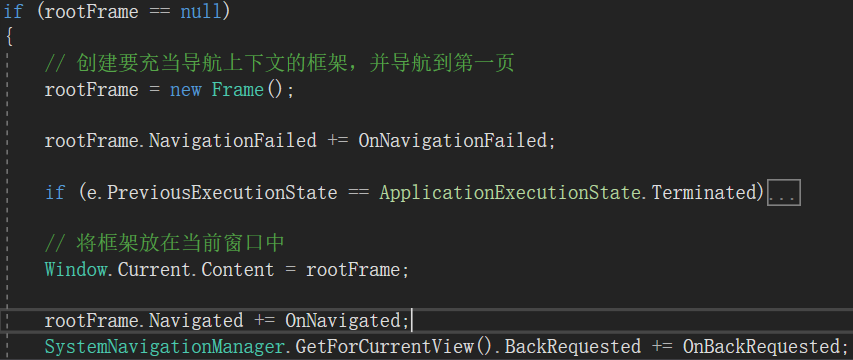 if (rootFrame == null)
{
// 创建要充当导航上下文的框架，并导航到第一页
rootFrame = new Frame();
rootFrame.NavigationFailed += OnNavigationFailed;
if (e.PreviousExecutionState == ApplicationExecutionState.Terminated)...
// 将框架放在当前窗口中
Window.Current.Content = rootFrame;
rootFrame.Navigated += OnNavigated;
SystemNavigationManager.GetForCurrentView().BackRequested += OnBackRequested;